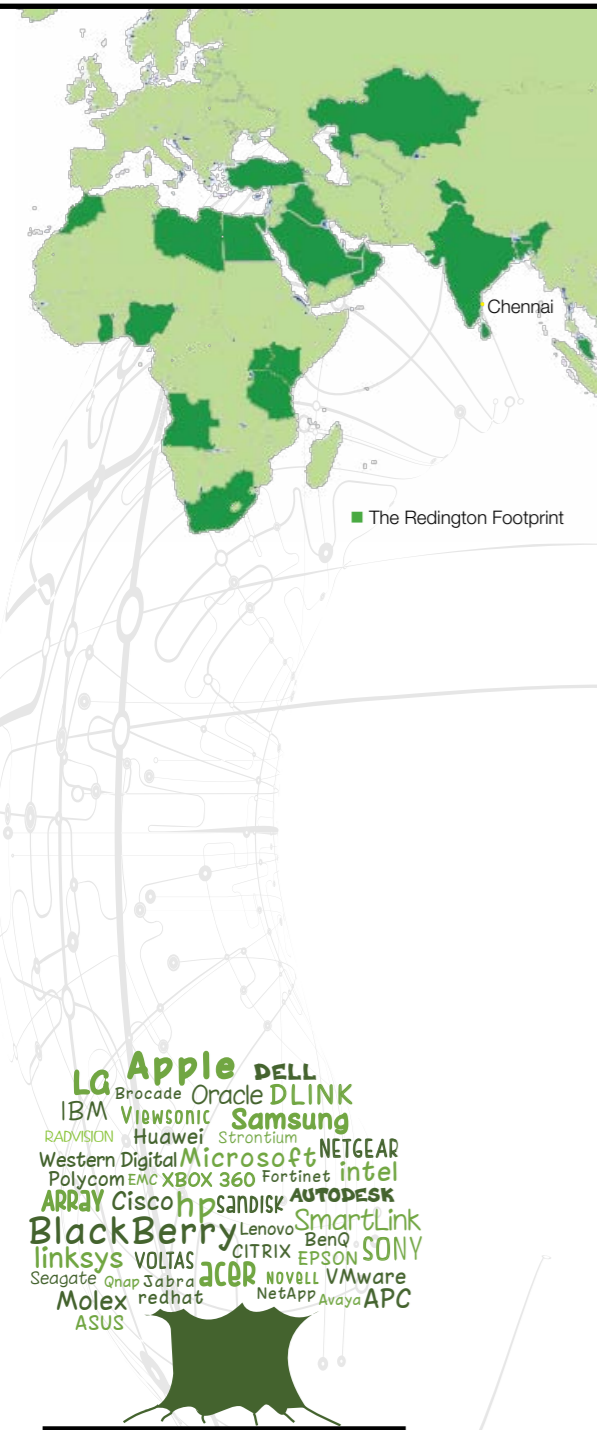 Chennai
The Redington Footprint
Apple DELL
LG Brocade Oracle DLINK
IBM Viewsonic Samsung
RADVISION Huawei Strontium NETGEAR
Western Digital Microsoft
Polycom EMC XBOX 360 Fortinet intel
ARRAY Cisco hp sandisk AUTODESK
BlackBerry Lenovo SmartLink
linksys VOLTAS CITRIX BenQ EPSON SONY
Seagate Qnap Jabra acer NOVELL VMware
Molex redhat NetApp Avaya APC
ASUS